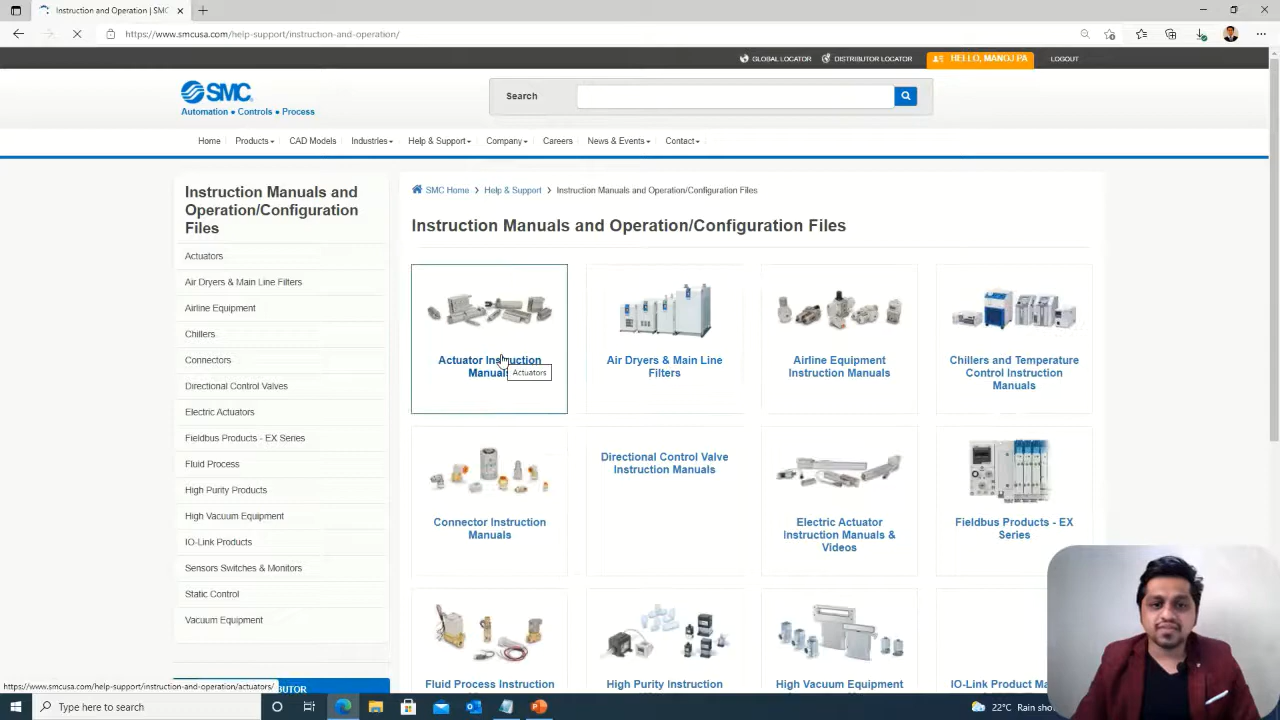 Instruction and Operation | SMC
https://www.smcusa.com/help-support/instruction-and-operation/
GLOBAL LOCATOR
DISTRIBUTOR LOCATOR
HELLO, MANOJ PA
LOGOUT
SMC
Automation • Controls • Process
Search
Home
Products
CAD Models
Industries
Help & Support
Company
Careers
News & Events
Contact
Instruction Manuals and
Operation/Configuration
Files
Actuators
Air Dryers & Main Line Filters
Airline Equipment
Chillers
Connectors
Directional Control Valves
Electric Actuators
Fieldbus Products - EX Series
Fluid Process
High Purity Products
High Vacuum Equipment
IO-Link Products
Sensors Switches & Monitors
Static Control
Vacuum Equipment
SMC Home > Help & Support > Instruction Manuals and Operation/Configuration Files
Instruction Manuals and Operation/Configuration Files
Actuator Instruction
Manuals
Actuators
Air Dryers & Main Line
Filters
Airline Equipment
Instruction Manuals
Chillers and Temperature
Control Instruction
Manuals
Connector Instruction
Manuals
Directional Control Valve
Instruction Manuals
Electric Actuator
Instruction Manuals &
Videos
Fieldbus Products - EX
Series
Fluid Process Instruction
High Purity Instruction
High Vacuum Equipment
IO-Link Product Ma
https://www.smcusa.com/help-support/instruction-and-operation/actuators/
BUTOR
Type here to search
22°C Rain sho